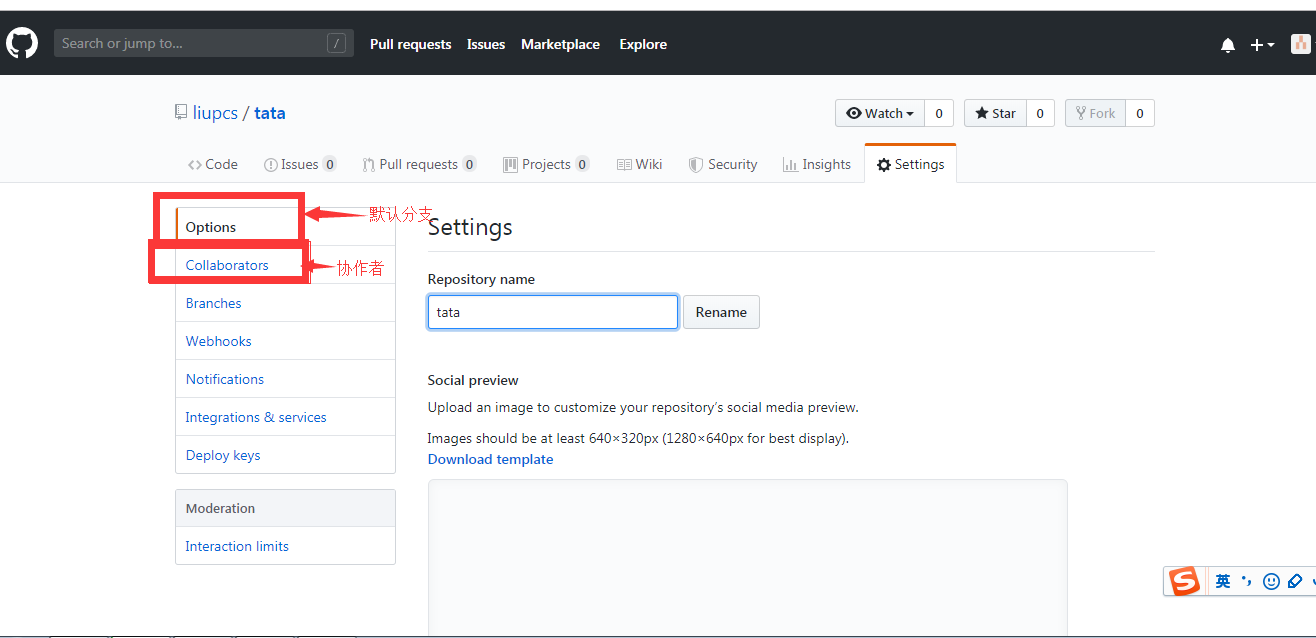 Search or jump to... /
Pull requests Issues Marketplace Explore
liupcs / tata
Watch 0 Star 0 Fork 0
Code Issues 0 Pull requests 0 Projects 0 Wiki Security Insights Settings
Options
默认分支
Collaborators
协作者
Branches
Webhooks
Notifications
Integrations & services
Deploy keys
Moderation
Interaction limits
Settings
Repository name
tata Rename
Social preview
Upload an image to customize your repository's social media preview.
Images should be at least 640×320px (1280×640px for best display).
Download template
S 英